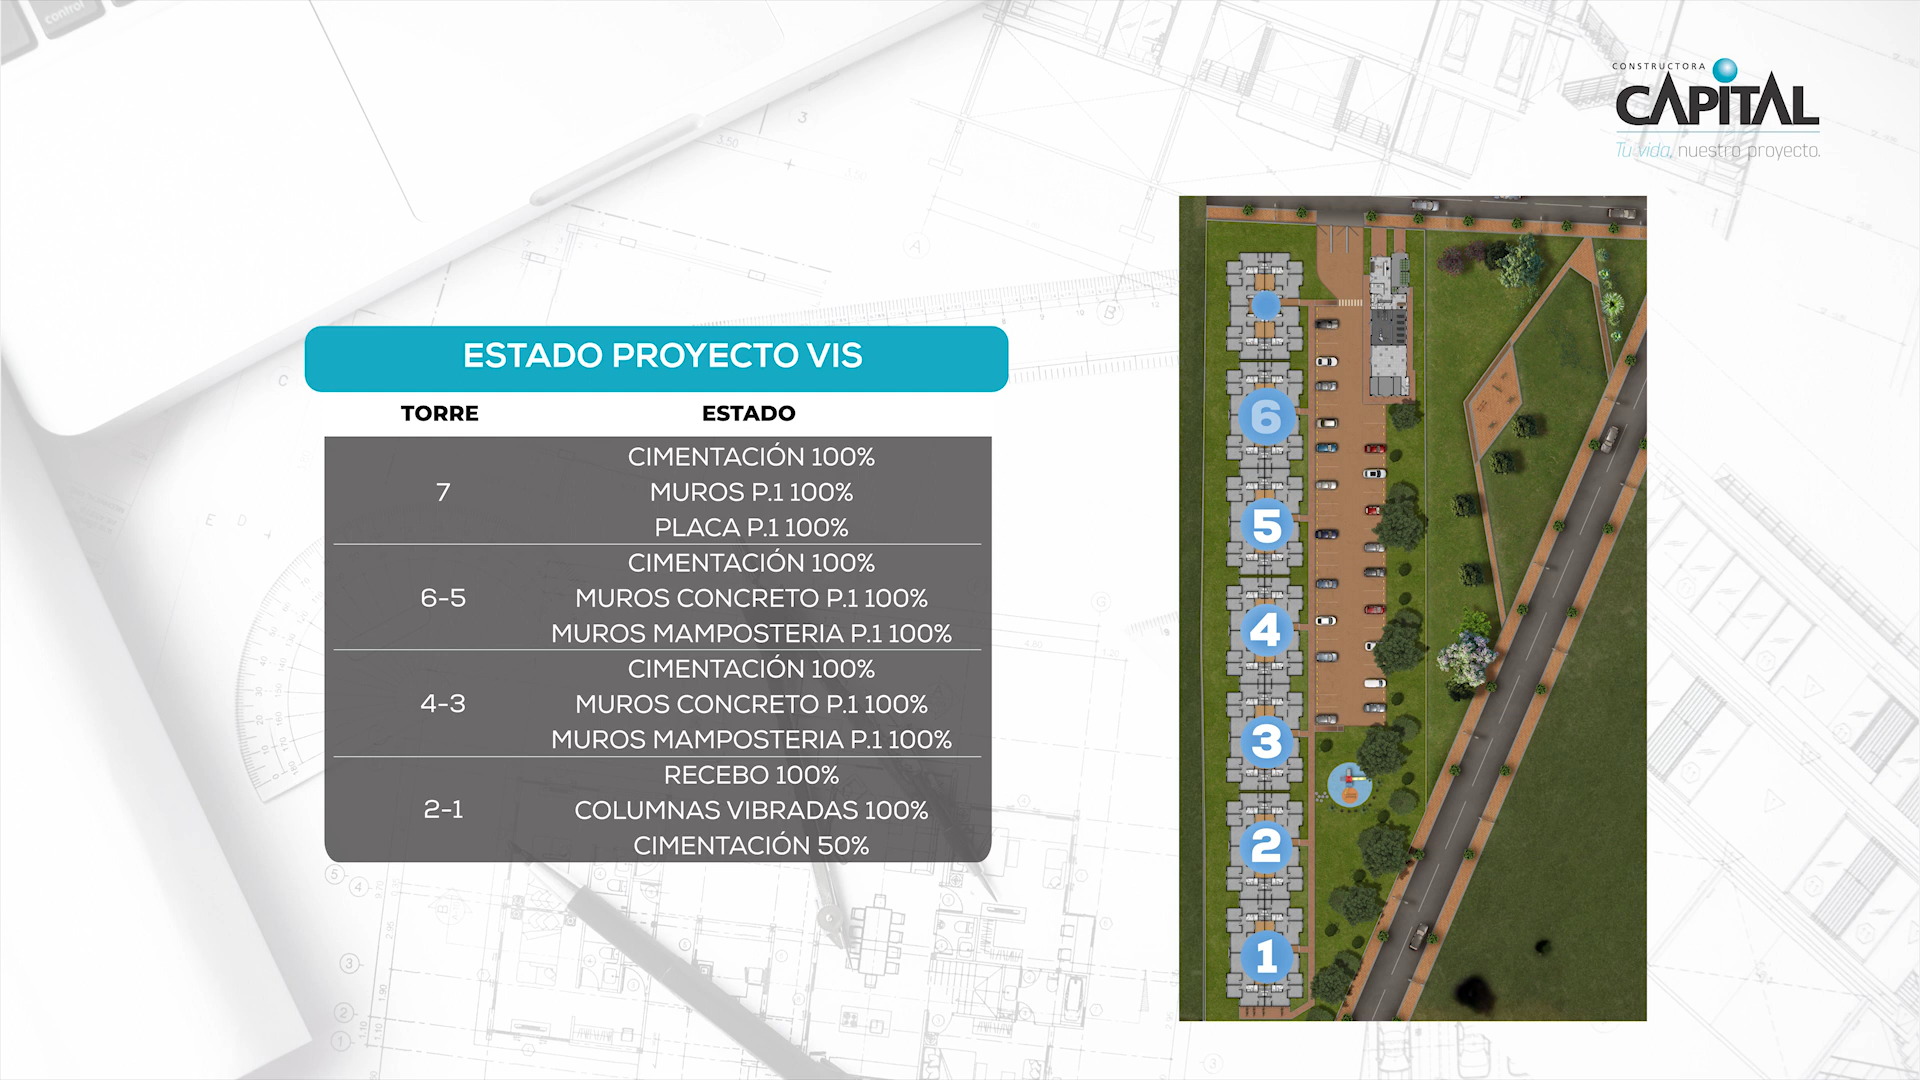 control
CONSTRUCTORA
CAPITAL
Tu vida, nuestro proyecto.
ESTADO PROYECTO VIS
TORRE ESTADO
7
CIMENTACIÓN 100%
MUROS P.1 100%
PLACA P.1 100%
6-5
CIMENTACIÓN 100%
MUROS CONCRETO P.1 100%
MUROS MAMPOSTERIA P.1 100%
4-3
CIMENTACIÓN 100%
MUROS CONCRETO P.1 100%
MUROS MAMPOSTERIA P.1 100%
2-1
RECEBO 100%
COLUMNAS VIBRADAS 100%
CIMENTACIÓN 50%
6
5
4
3
2
1